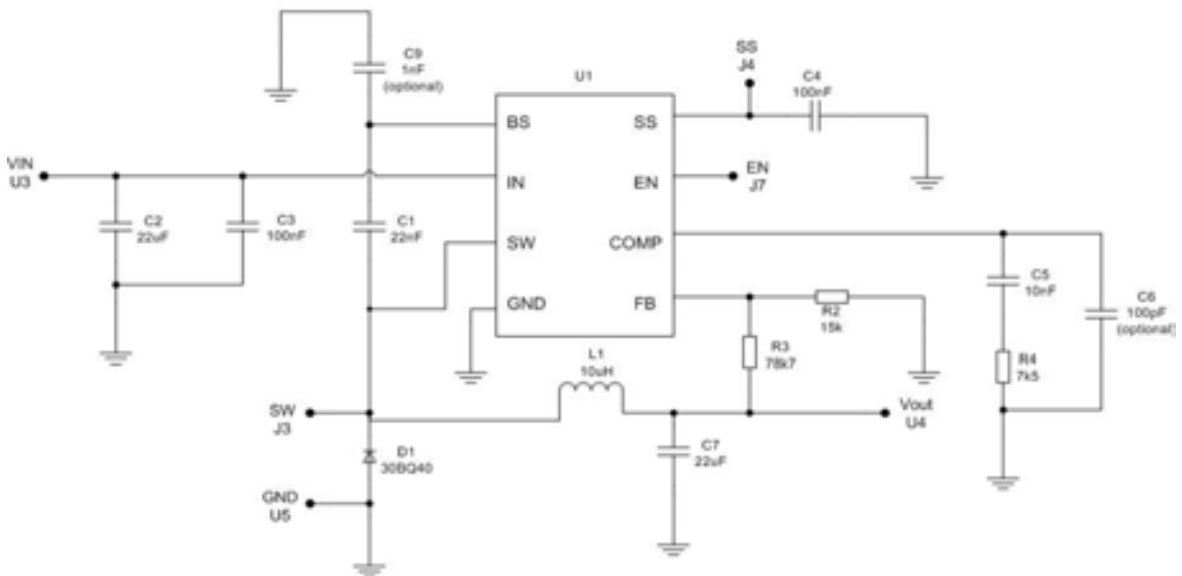 C9
1nF
(optional)
U1
SS
J4
C4
100nF
BS
SS
VIN
U3
IN
EN
EN
J7
C2
22uF
C3
100nF
C1
22nF
SW
COMP
GND
FB
C5
10nF
C6
100pF
(optional)
R2
15k
R3
78k7
L1
10uH
R4
7k5
SW
J3
Vout
U4
D1
30BQ40
C7
22uF
GND
U5